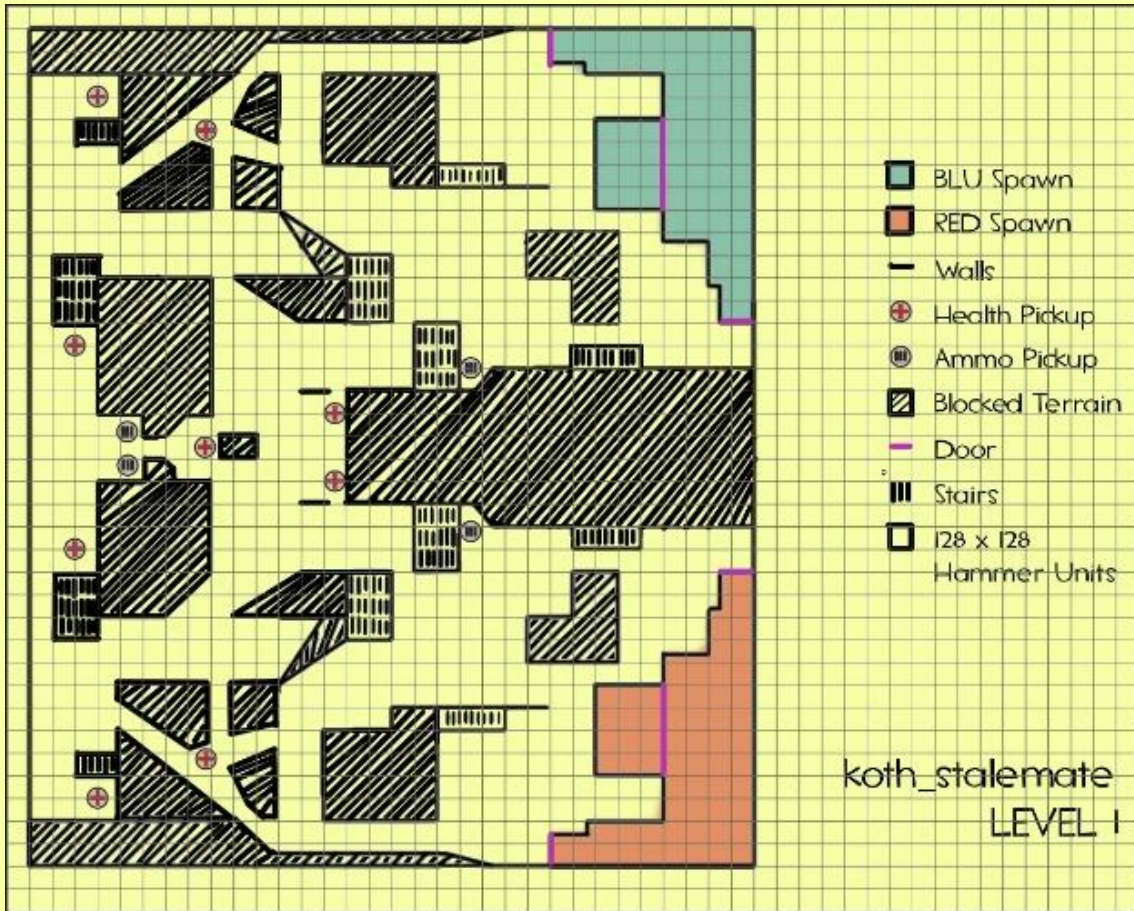 BLU Spawn
RED Spawn
Walls
Health Pickup
Ammo Pickup
Blocked Terrain
Door
Stairs
128 x 128
Hammer Units
koth_stalemate
LEVEL 1